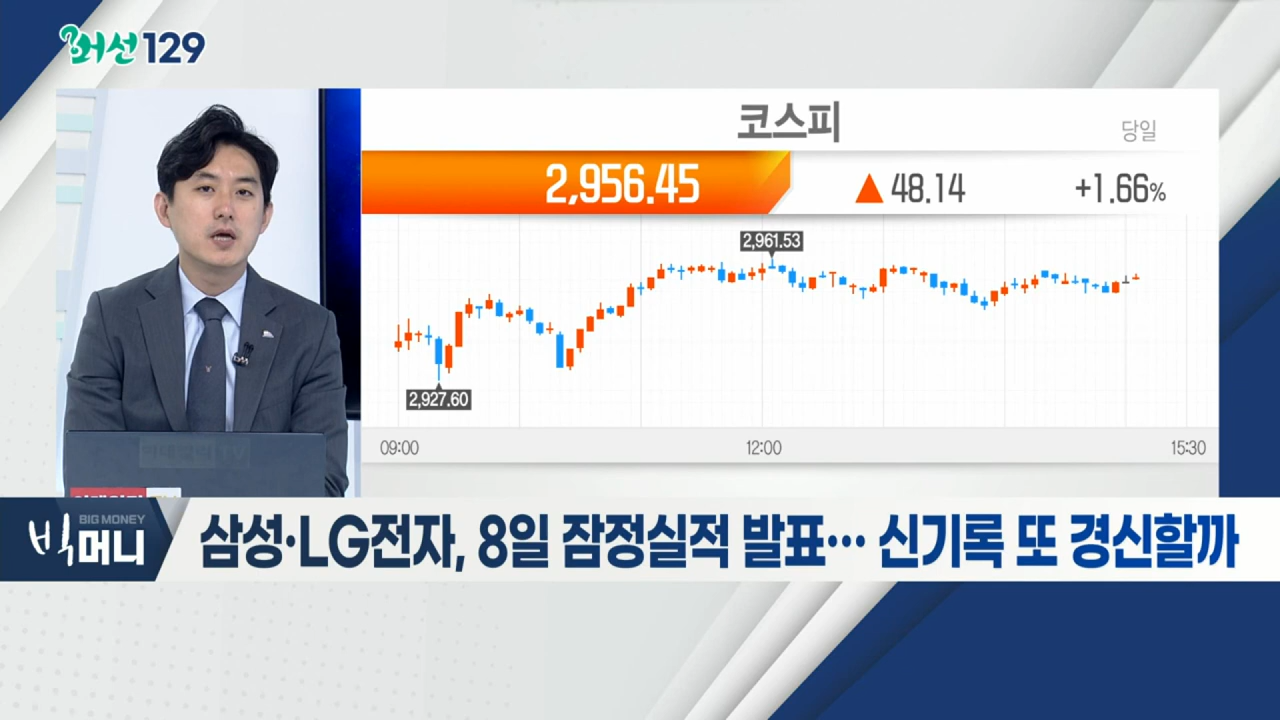 머선129
코스피
당일
2,956.45
▲48.14
+1.66%
2,961.53
2,927.60
09:00
12:00
15:30
빅머니
BIG MONEY
삼성·LG전자, 8일 잠정실적 발표… 신기록 또 경신할까